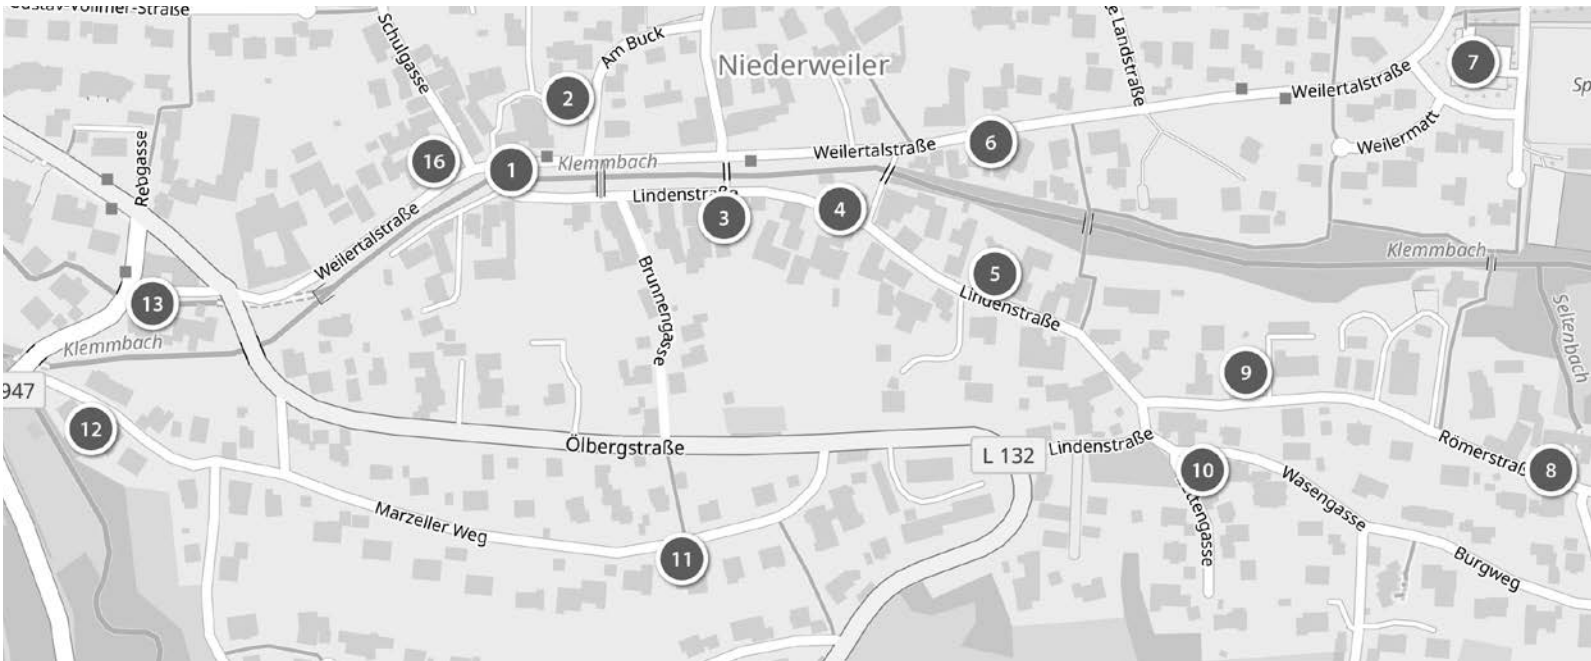 Gustav-Vollmer-Straße
Schulgasse
Am Buck
Niederweiler
Landstraße
Weilertalstraße
7
Sp
2
Rebgasse
16
1
Klemmbach
Weilertalstraße
6
Weilermatt
Lindenstraße
3
4
Weilertalstraße
Klemmbach
5
13
Lindenstraße
Brunnengasse
Klemmbach
Seltenbach
947
9
12
Ölbergstraße
L 132
Lindenstraße
10
Römerstraße
8
Wasengasse
Marzeller Weg
ttengasse
11
Burgweg